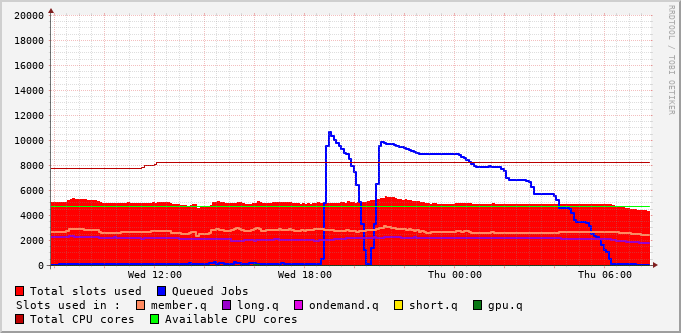 20000
18000
16000
14000
12000
10000
8000
6000
4000
2000
0
Wed 12:00 Wed 18:00 Thu 00:00 Thu 06:00
Total slots used Queued Jobs
Slots used in : member.q long.q ondemand.q short.q gpu.q
Total CPU cores Available CPU cores
RRDTOOL / TOBI OETIKER